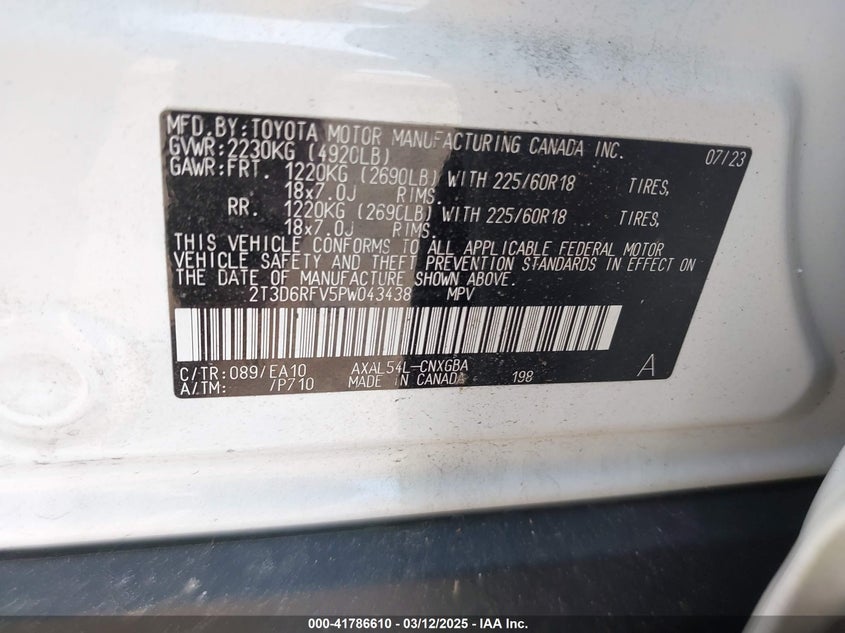 MFD.BY:TOYOTA MOTOR MANUFACTURING CANADA INC. 07/23
GVWR:2230KG (4920LB)
GAWR:FRT. 1220KG (2690LB) WITH 225/60R18 TIRES,
18x7.0J RIMS.
RR. 1220KG (2690LB) WITH 225/60R18 TIRES,
18x7.0J RIMS.
THIS VEHICLE CONFORMS TO ALL APPLICABLE FEDERAL MOTOR
VEHICLE SAFETY AND THEFT PREVENTION STANDARDS IN EFFECT ON
THE DATE OF MANUFACTURE SHOWN ABOVE.
2T3D6RFV5PW043438 MPV
C/TR:089/EA10 AXAL54L-CNXGBA
A/TM: /P710 MADE IN CANADA 198 A
000-41786610 - 03/12/2025 - IAA Inc.